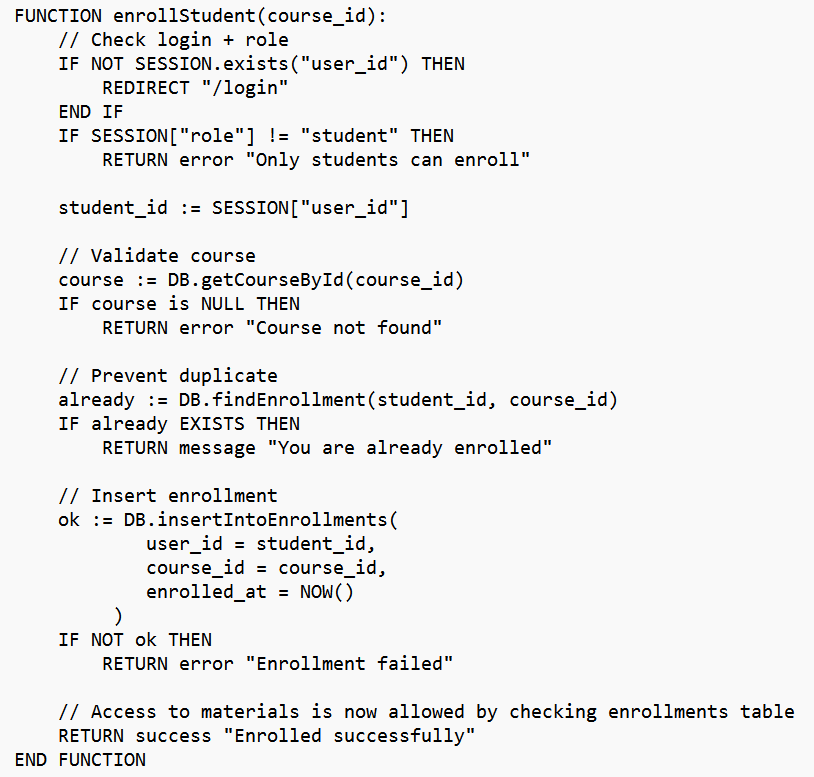 FUNCTION enrollStudent(course_id):
    // Check login + role
    IF NOT SESSION.exists("user_id") THEN
        REDIRECT "/login"
    END IF
    IF SESSION["role"] != "student" THEN
        RETURN error "Only students can enroll"

    student_id := SESSION["user_id"]

    // Validate course
    course := DB.getCourseById(course_id)
    IF course is NULL THEN
        RETURN error "Course not found"

    // Prevent duplicate
    already := DB.findEnrollment(student_id, course_id)
    IF already EXISTS THEN
        RETURN message "You are already enrolled"

    // Insert enrollment
    ok := DB.insertIntoEnrollments(
            user_id = student_id,
            course_id = course_id,
            enrolled_at = NOW()
         )
    IF NOT ok THEN
        RETURN error "Enrollment failed"

    // Access to materials is now allowed by checking enrollments table
    RETURN success "Enrolled successfully"
END FUNCTION